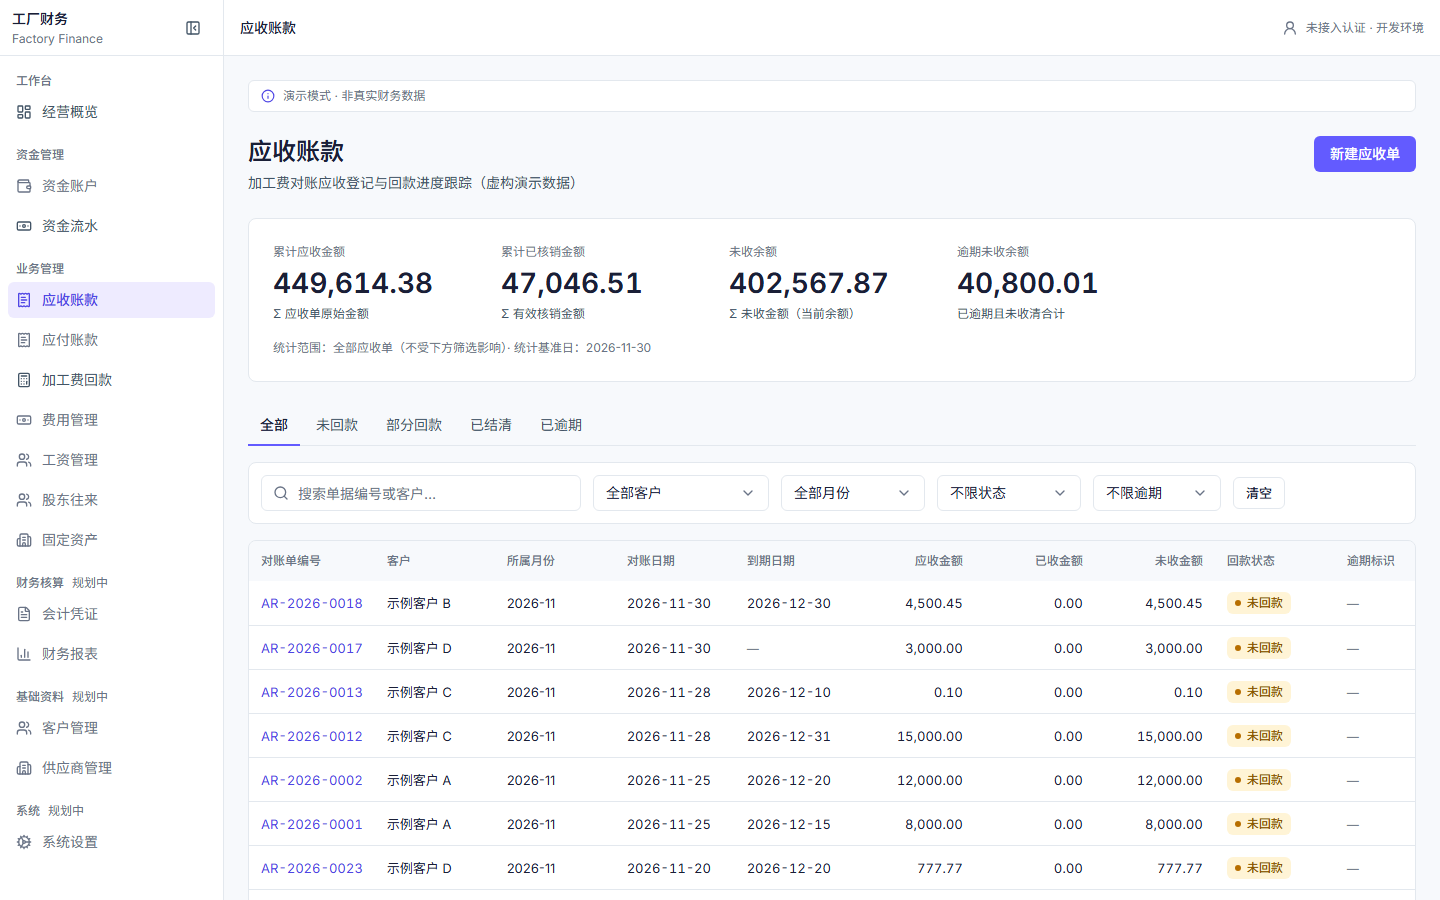 工厂财务
Factory Finance
应收账款
未接入认证 · 开发环境
工作台
经营概览
资金管理
资金账户
资金流水
业务管理
应收账款
应付账款
加工费回款
费用管理
工资管理
股东往来
固定资产
财务核算 规划中
会计凭证
财务报表
基础资料 规划中
客户管理
供应商管理
系统 规划中
系统设置
演示模式 · 非真实财务数据
应收账款
加工费对账应收登记与回款进度跟踪（虚构演示数据）
新建应收单
累计应收金额
449,614.38
Σ 应收单原始金额
累计已核销金额
47,046.51
Σ 有效核销金额
未收余额
402,567.87
Σ 未收金额（当前余额）
逾期未收余额
40,800.01
已逾期且未收清合计
统计范围：全部应收单（不受下方筛选影响）· 统计基准日：2026-11-30
全部 未回款 部分回款 已结清 已逾期
搜索单据编号或客户... 全部客户 全部月份 不限状态 不限逾期 清空
对账单编号 客户 所属月份 对账日期 到期日期 应收金额 已收金额 未收金额 回款状态 逾期标识
AR-2026-0018 示例客户 B 2026-11 2026-11-30 2026-12-30 4,500.45 0.00 4,500.45 未回款 —
AR-2026-0017 示例客户 D 2026-11 2026-11-30 — 3,000.00 0.00 3,000.00 未回款 —
AR-2026-0013 示例客户 C 2026-11 2026-11-28 2026-12-10 0.10 0.00 0.10 未回款 —
AR-2026-0012 示例客户 C 2026-11 2026-11-28 2026-12-31 15,000.00 0.00 15,000.00 未回款 —
AR-2026-0002 示例客户 A 2026-11 2026-11-25 2026-12-20 12,000.00 0.00 12,000.00 未回款 —
AR-2026-0001 示例客户 A 2026-11 2026-11-25 2026-12-15 8,000.00 0.00 8,000.00 未回款 —
AR-2026-0023 示例客户 D 2026-11 2026-11-20 2026-12-20 777.77 0.00 777.77 未回款 —